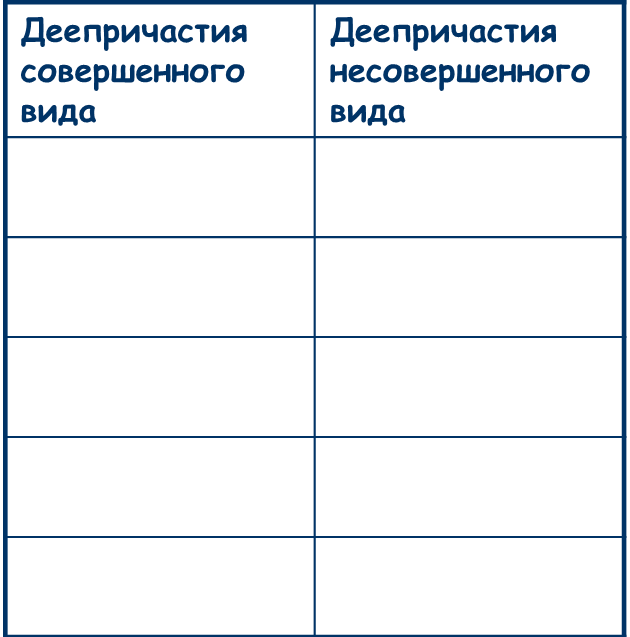 Деепричастия
совершенного
вида
Деепричастия
несовершенного
вида